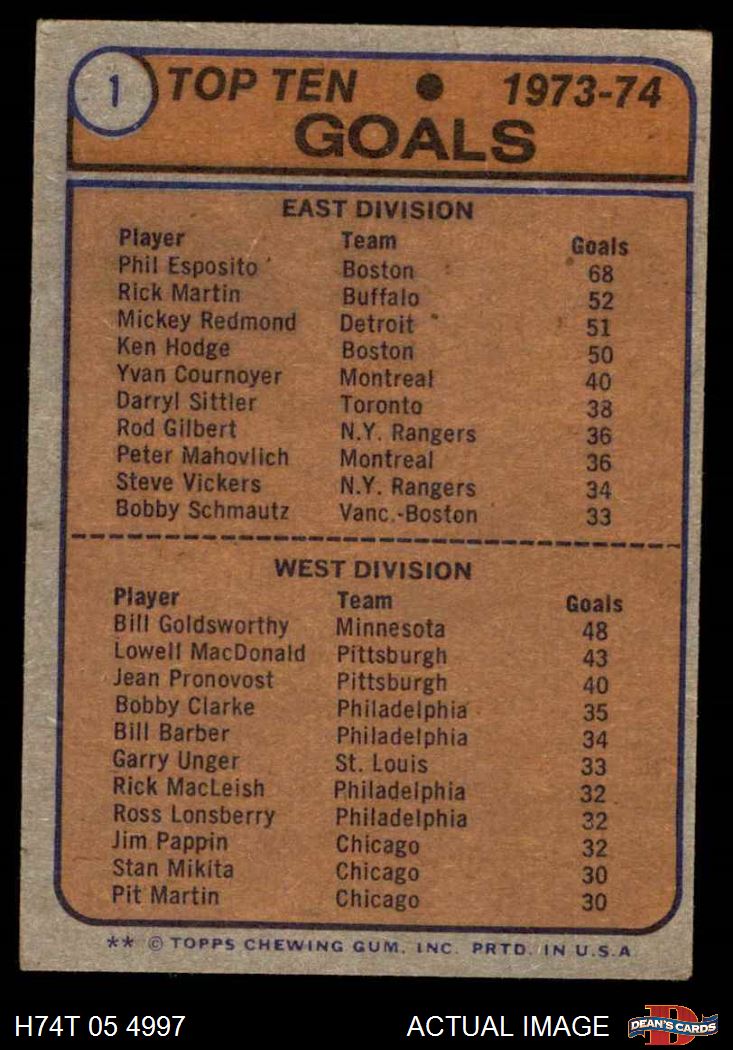 1 TOP TEN ● 1973-74
GOALS
EAST DIVISION
Player Team Goals
Phil Esposito Boston 68
Rick Martin Buffalo 52
Mickey Redmond Detroit 51
Ken Hodge Boston 50
Yvan Cournoyer Montreal 40
Darryl Sittler Toronto 38
Rod Gilbert N.Y. Rangers 36
Peter Mahovlich Montreal 36
Steve Vickers N.Y. Rangers 34
Bobby Schmautz Vanc.-Boston 33
WEST DIVISION
Player Team Goals
Bill Goldsworthy Minnesota 48
Lowell MacDonald Pittsburgh 43
Jean Pronovost Pittsburgh 40
Bobby Clarke Philadelphia 35
Bill Barber Philadelphia 34
Garry Unger St. Louis 33
Rick MacLeish Philadelphia 32
Ross Lonsberry Philadelphia 32
Jim Pappin Chicago 32
Stan Mikita Chicago 30
Pit Martin Chicago 30
** © TOPPS CHEWING GUM, INC. PRTD. IN U.S.A
H74T 05 4997 ACTUAL IMAGE D DEAN'S CARDS